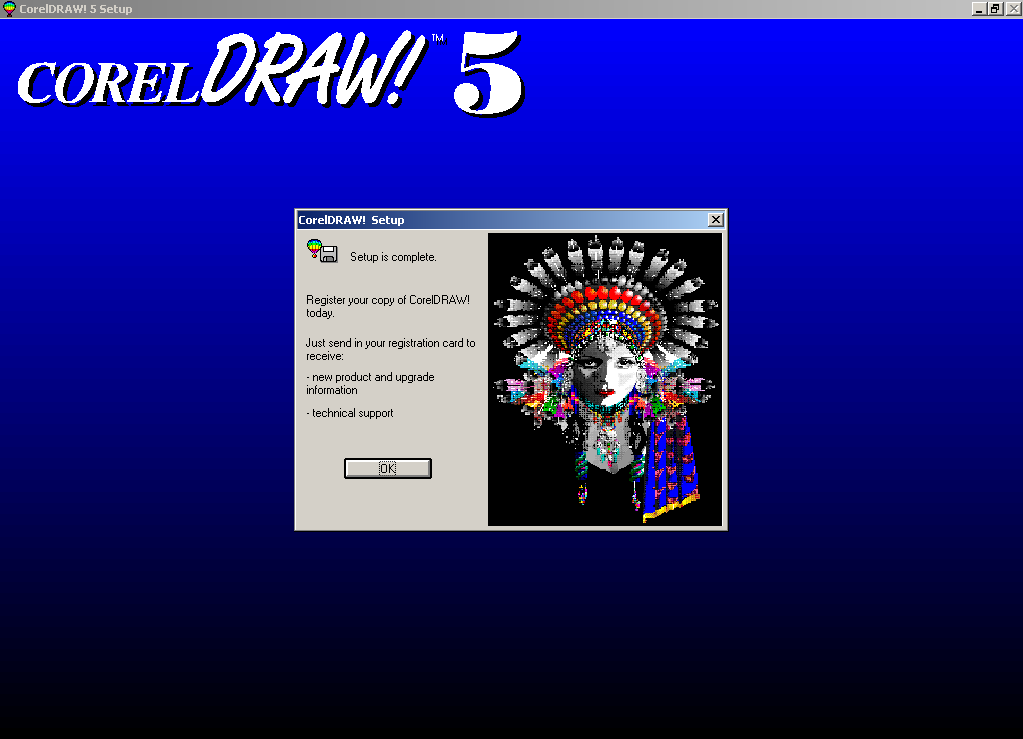 CorelDRAW! 5 Setup
CORELDRAW!™ 5
CorelDRAW! Setup
Setup is complete.
Register your copy of CorelDRAW!
today.
Just send in your registration card to
receive:
- new product and upgrade
information
- technical support
OK